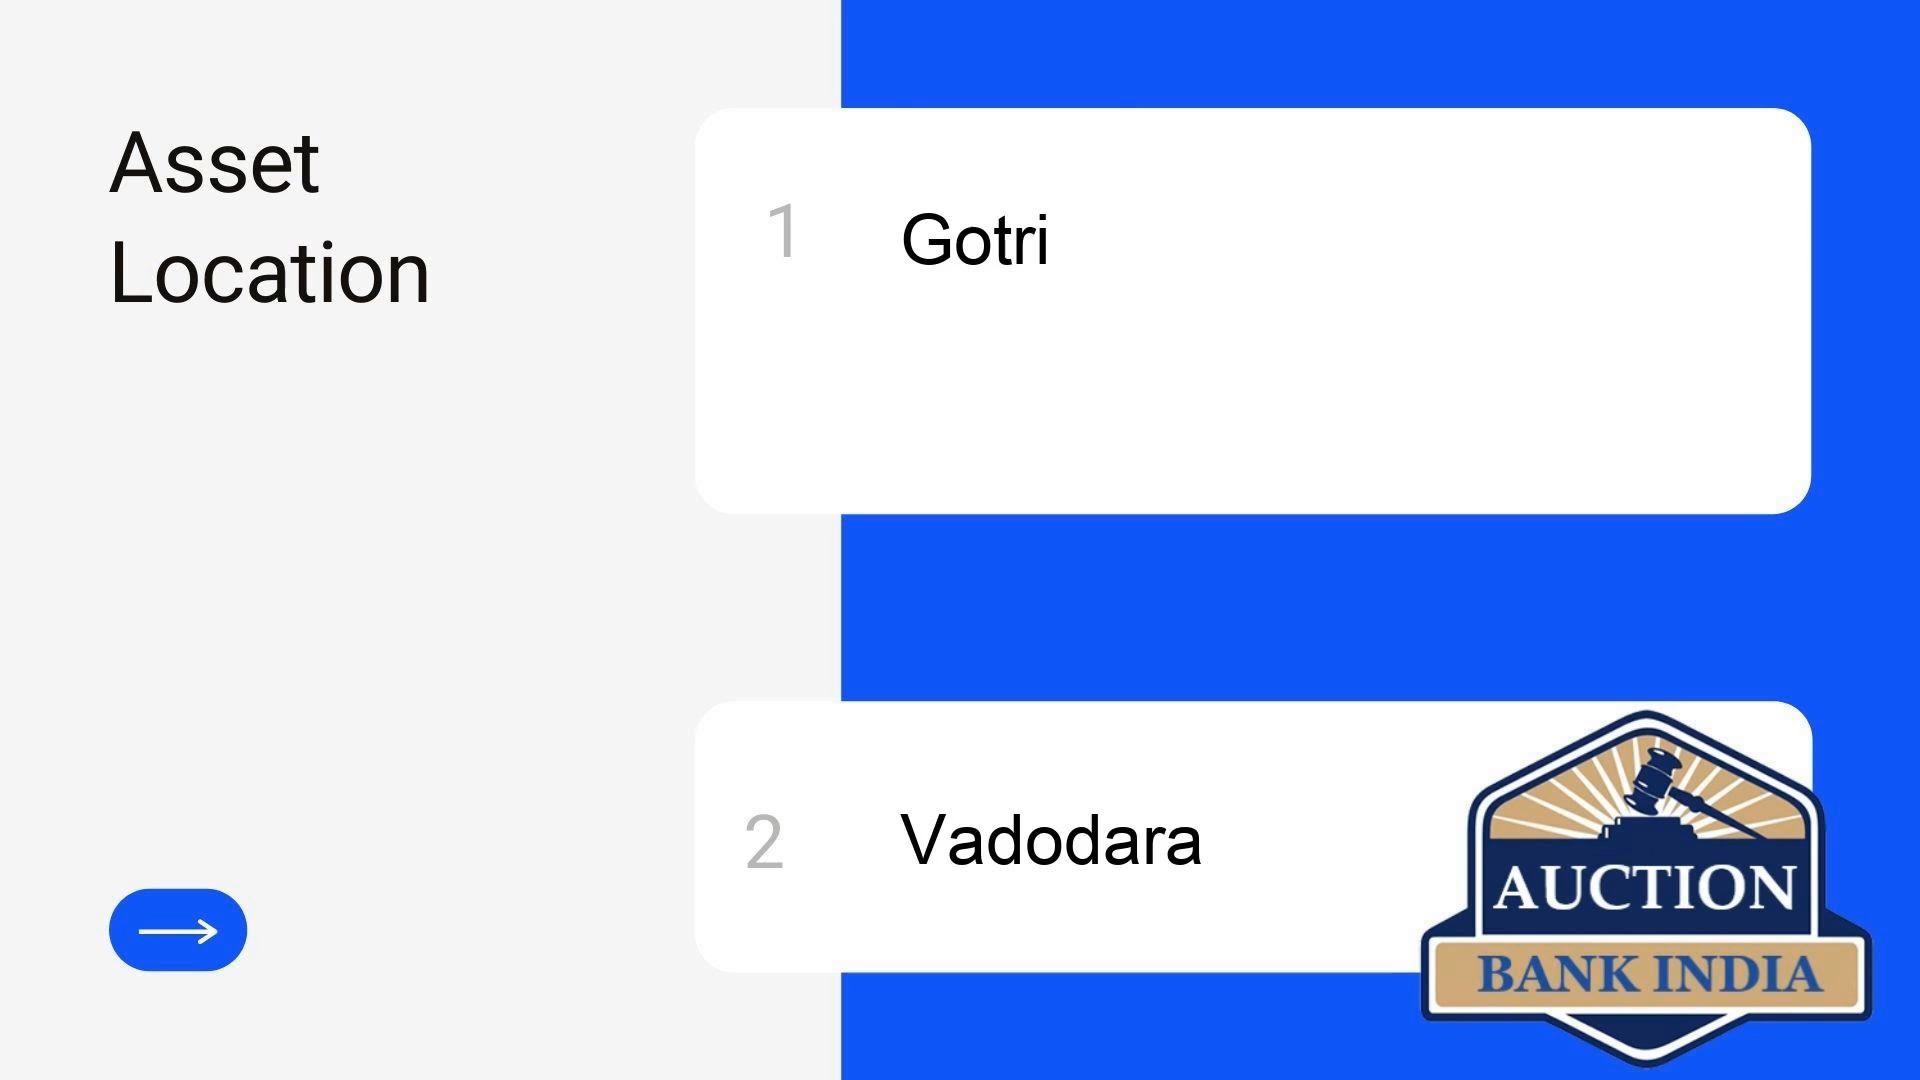 Asset
Location
1
Gotri
2
Vadodara
AUCTION
BANK INDIA